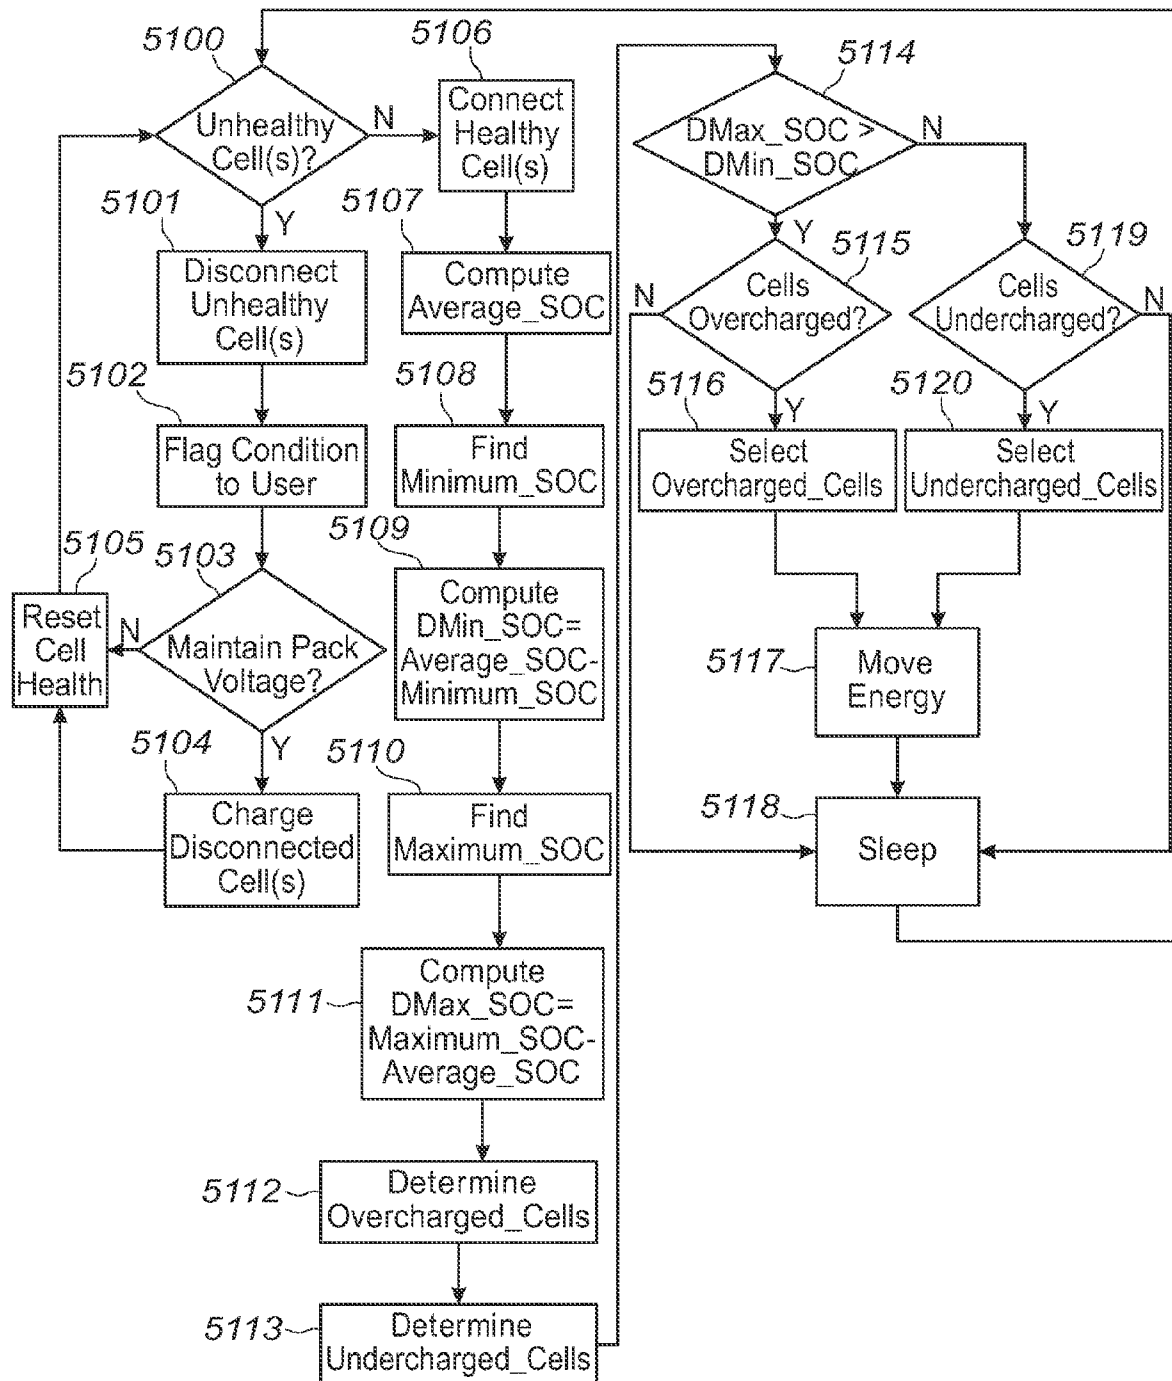 5100
Unhealthy
Cell(s)?
N
Y
5101
Disconnect
Unhealthy
Cell(s)
5102
Flag Condition
to User
5103
Maintain Pack
Voltage?
N
Y
5104
Charge
Disconnected
Cell(s)
5105
Reset
Cell
Health
5106
Connect
Healthy
Cell(s)
5107
Compute
Average_SOC
5108
Find
Minimum_SOC
5109
Compute
DMin_SOC=
Average_SOC-
Minimum_SOC
5110
Find
Maximum_SOC
5111
Compute
DMax_SOC=
Maximum_SOC-
Average_SOC
5112
Determine
Overcharged_Cells
5113
Determine
Undercharged_Cells
5114
DMax_SOC >
DMin_SOC
N
Y
5115
Cells
Overcharged?
N
Y
5116
Select
Overcharged_Cells
5119
Cells
Undercharged?
N
Y
5120
Select
Undercharged_Cells
5117
Move
Energy
5118
Sleep